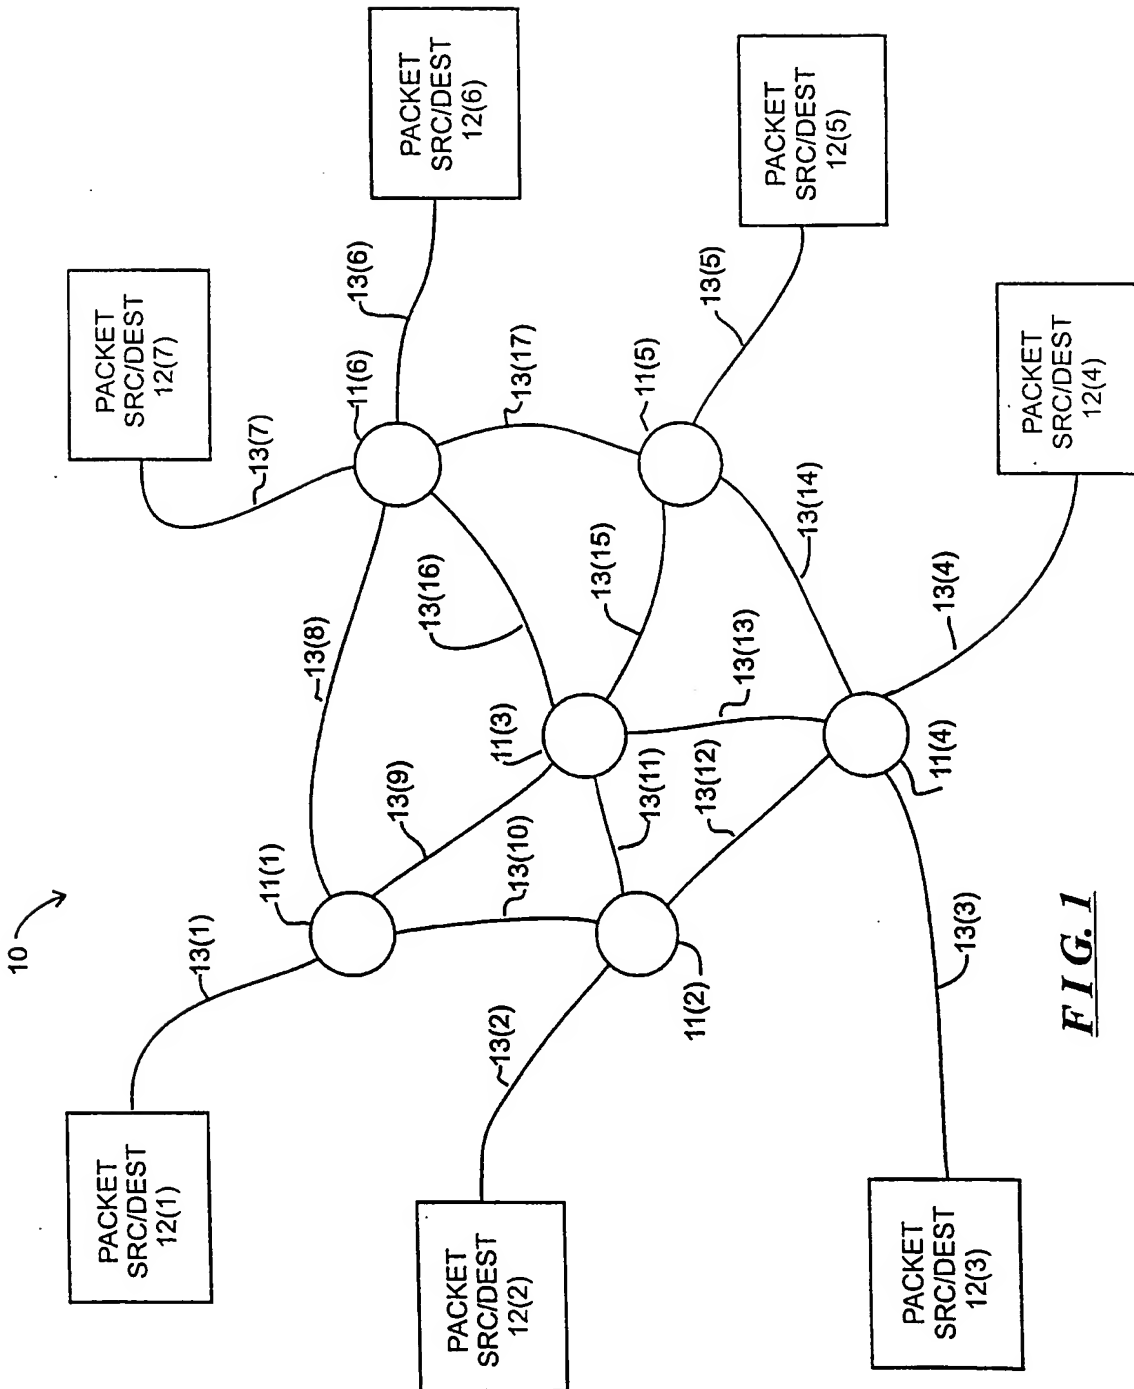 10
PACKET
SRC/DEST
12(1)
PACKET
SRC/DEST
12(7)
13(1)
13(7)
11(1)
13(8)
11(6)
13(6)
PACKET
SRC/DEST
12(6)
13(9)
13(16)
13(17)
13(2)
13(10)
11(3)
13(15)
PACKET
SRC/DEST
12(2)
11(2)
13(11)
11(5)
13(5)
PACKET
SRC/DEST
12(5)
13(12)
13(13)
13(14)
PACKET
SRC/DEST
12(3)
13(3)
11(4)
13(4)
PACKET
SRC/DEST
12(4)
FIG. 1